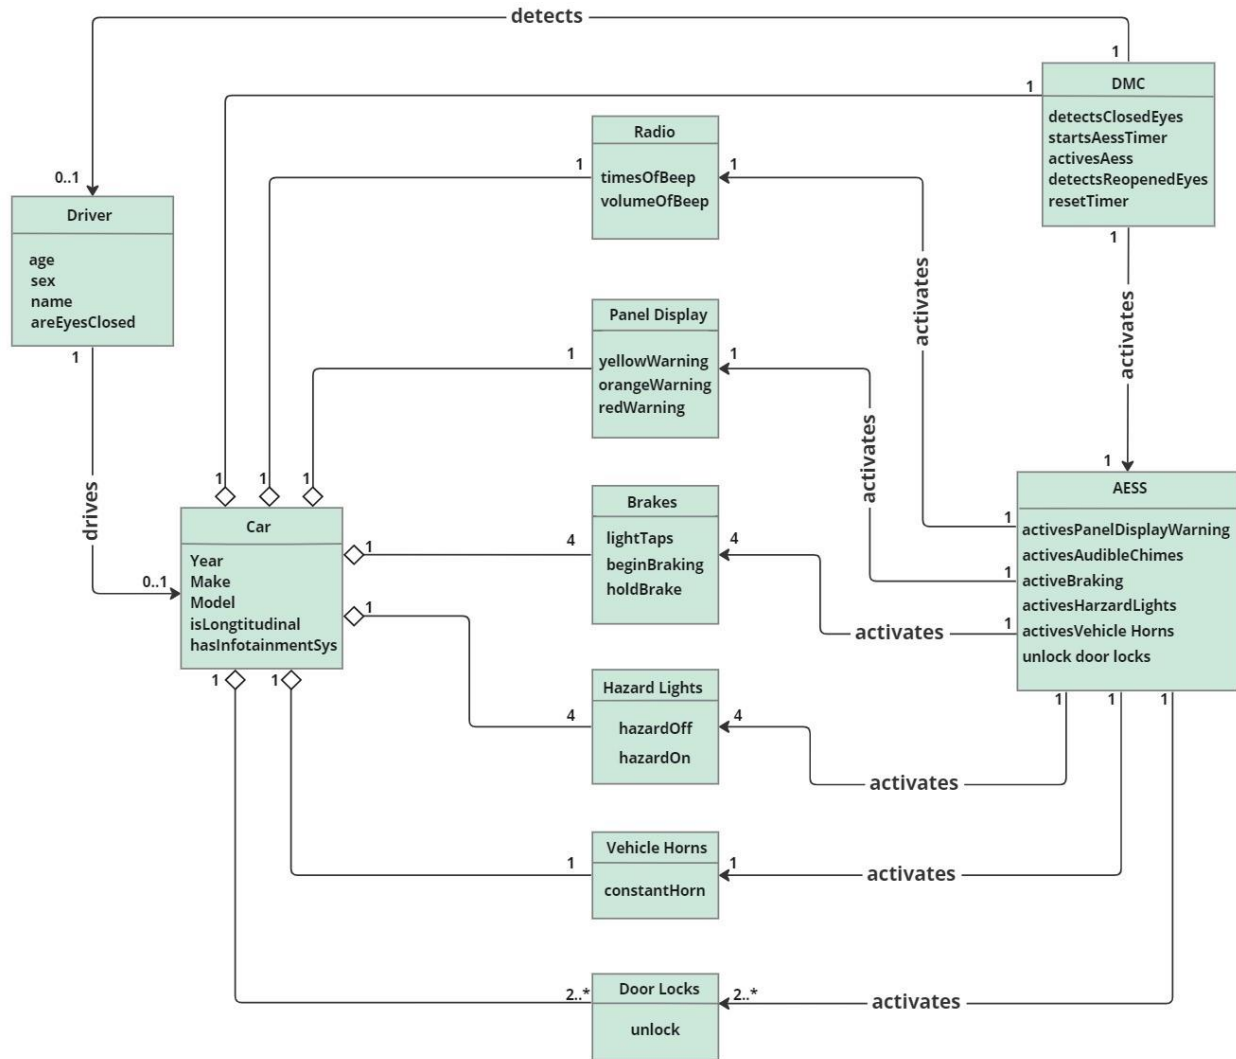 detects
1
DMC
detectsClosedEyes
startsAessTimer
activesAess
detectsReopenedEyes
resetTimer
1
1
0..1
Driver
age
sex
name
areEyesClosed
1
drives
0..1
Radio
timesOfBeep
volumeOfBeep
1
1
activates
activates
Panel Display
yellowWarning
orangeWarning
redWarning
1
1
activates
1
1
1
1
AESS
activesPanelDisplayWarning
activesAudibleChimes
activeBraking
activesHarzardLights
activesVehicle Horns
unlock door locks
1
1
1
1
1
1
Car
Year
Make
Model
isLongtitudinal
hasInfotainmentSys
1
1
1
1
Brakes
lightTaps
beginBraking
holdBrake
4
4
activates
Hazard Lights
hazardOff
hazardOn
4
4
activates
Vehicle Horns
constantHorn
1
1
activates
Door Locks
unlock
2..*
2..*
activates